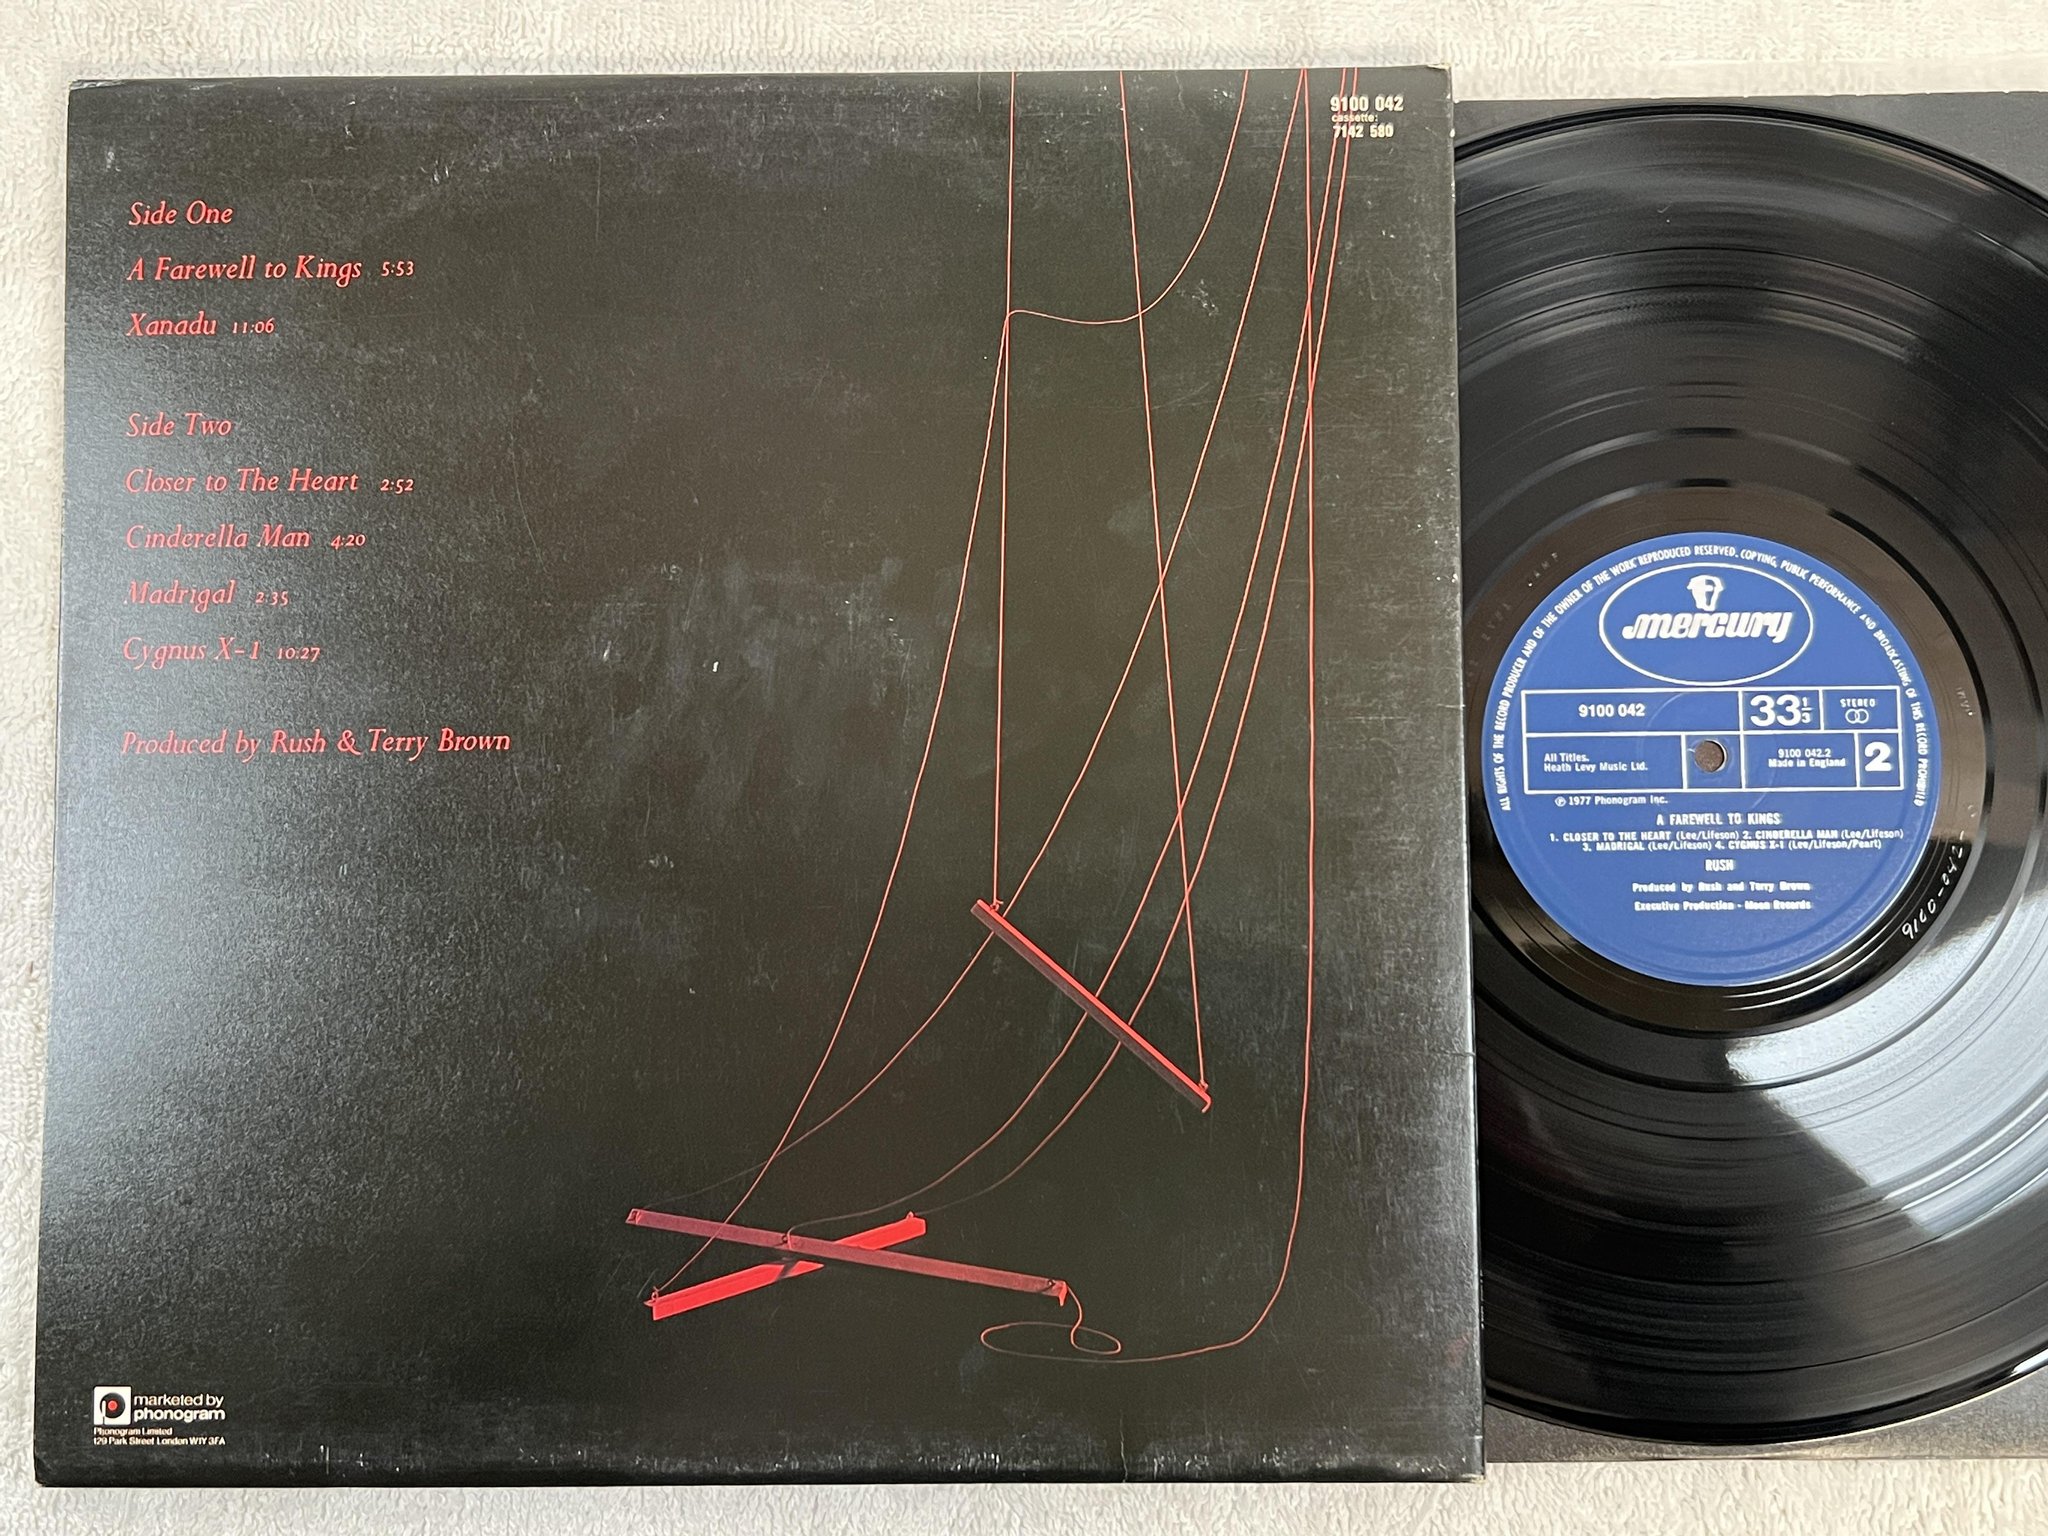 9100 042
cassette:
7142 580
Side One
A Farewell to Kings 5:53
Xanadu 11:06
Side Two
Closer to The Heart 2:52
Cinderella Man 4:20
Madrigal 2:35
Cygnus X-1 10:27
Produced by Rush & Terry Brown
marketed by
phonogram
Phonogram Limited
129 Park Street London W1Y 3FA
ALL RIGHTS OF THE RECORD PRODUCER AND OF THE OWNER OF THE WORK REPRODUCED RESERVED. COPYING, PUBLIC PERFORMANCE AND BROADCASTING OF THIS RECORD PROHIBITED
mercury
9100 042
33 1/3
STEREO
All Titles.
Heath Levy Music Ltd.
9100 042.2
Made in England
2
℗ 1977 Phonogram Inc.
A FAREWELL TO KINGS
1. CLOSER TO THE HEART (Lee/Lifeson) 2. CINDERELLA MAN (Lee/Lifeson)
3. MADRIGAL (Lee/Lifeson) 4. CYGNUS X-1 (Lee/Lifeson/Peart)
RUSH
Produced by Rush and Terry Brown
Executive Production - Moon Records